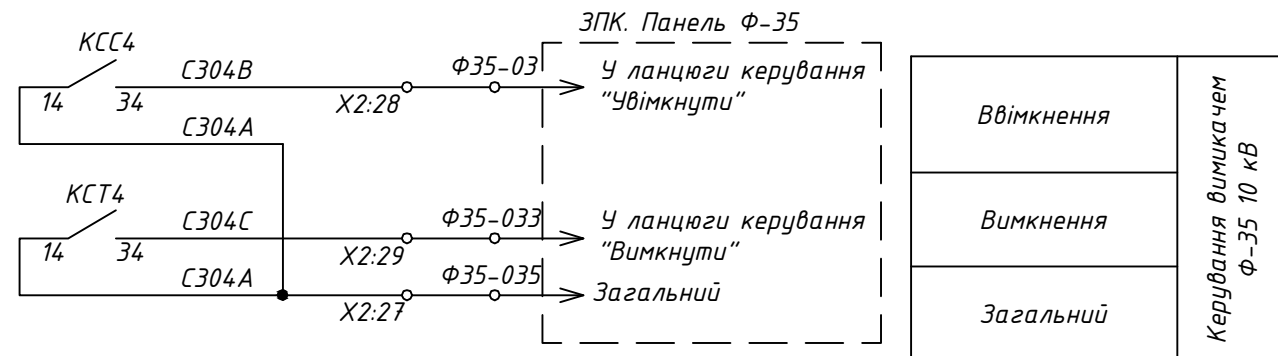 ЗПК. Панель Ф-35
КСС4
С304В
Ф35-03
У ланцюги керування
"Увімкнути"
14
34
Х2:28
С304А
КСТ4
С304С
Ф35-033
У ланцюги керування
"Вимкнути"
14
34
Х2:29
С304А
Ф35-035
Загальний
Х2:27
Ввімкнення
Вимкнення
Загальний
Керування вимикачем
Ф-35 10 кВ